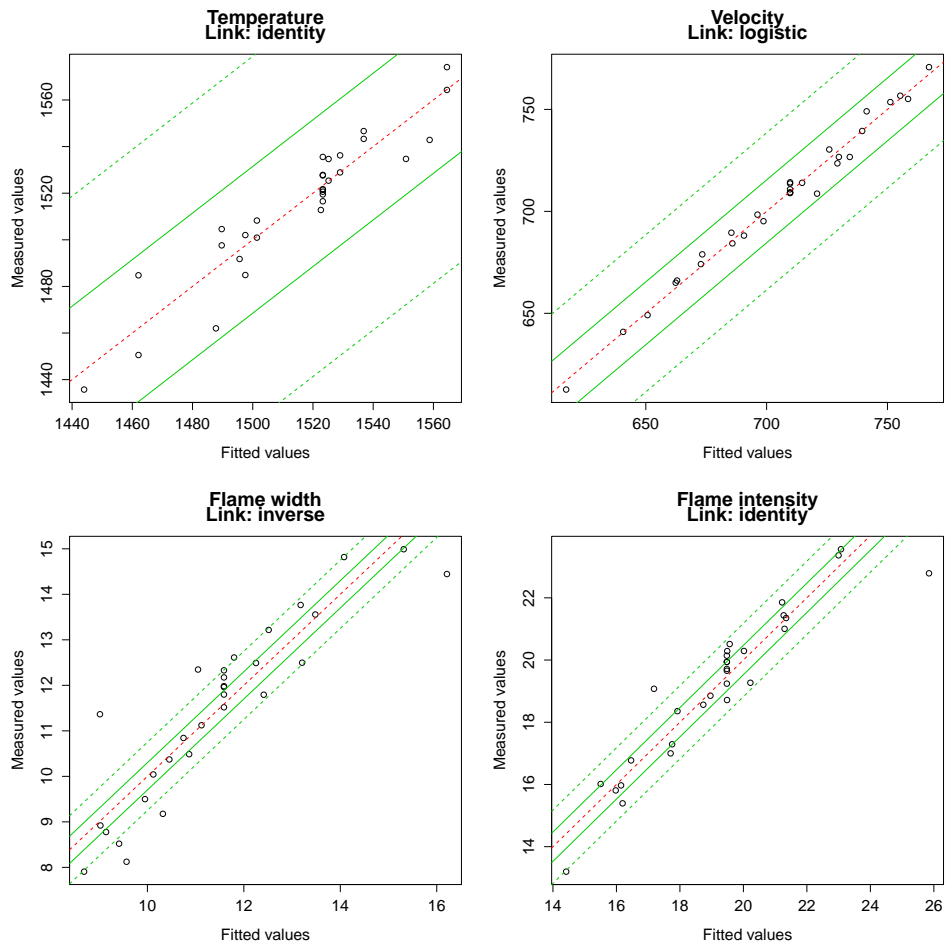 Temperature
Link: identity
Measured values
1440 1480 1520 1560
1440 1460 1480 1500 1520 1540 1560
Fitted values
Velocity
Link: logistic
Measured values
650 700 750
650 700 750
Fitted values
Flame width
Link: inverse
Measured values
8 9 10 11 12 13 14 15
10 12 14 16
Fitted values
Flame intensity
Link: identity
Measured values
14 16 18 20 22
14 16 18 20 22 24 26
Fitted values